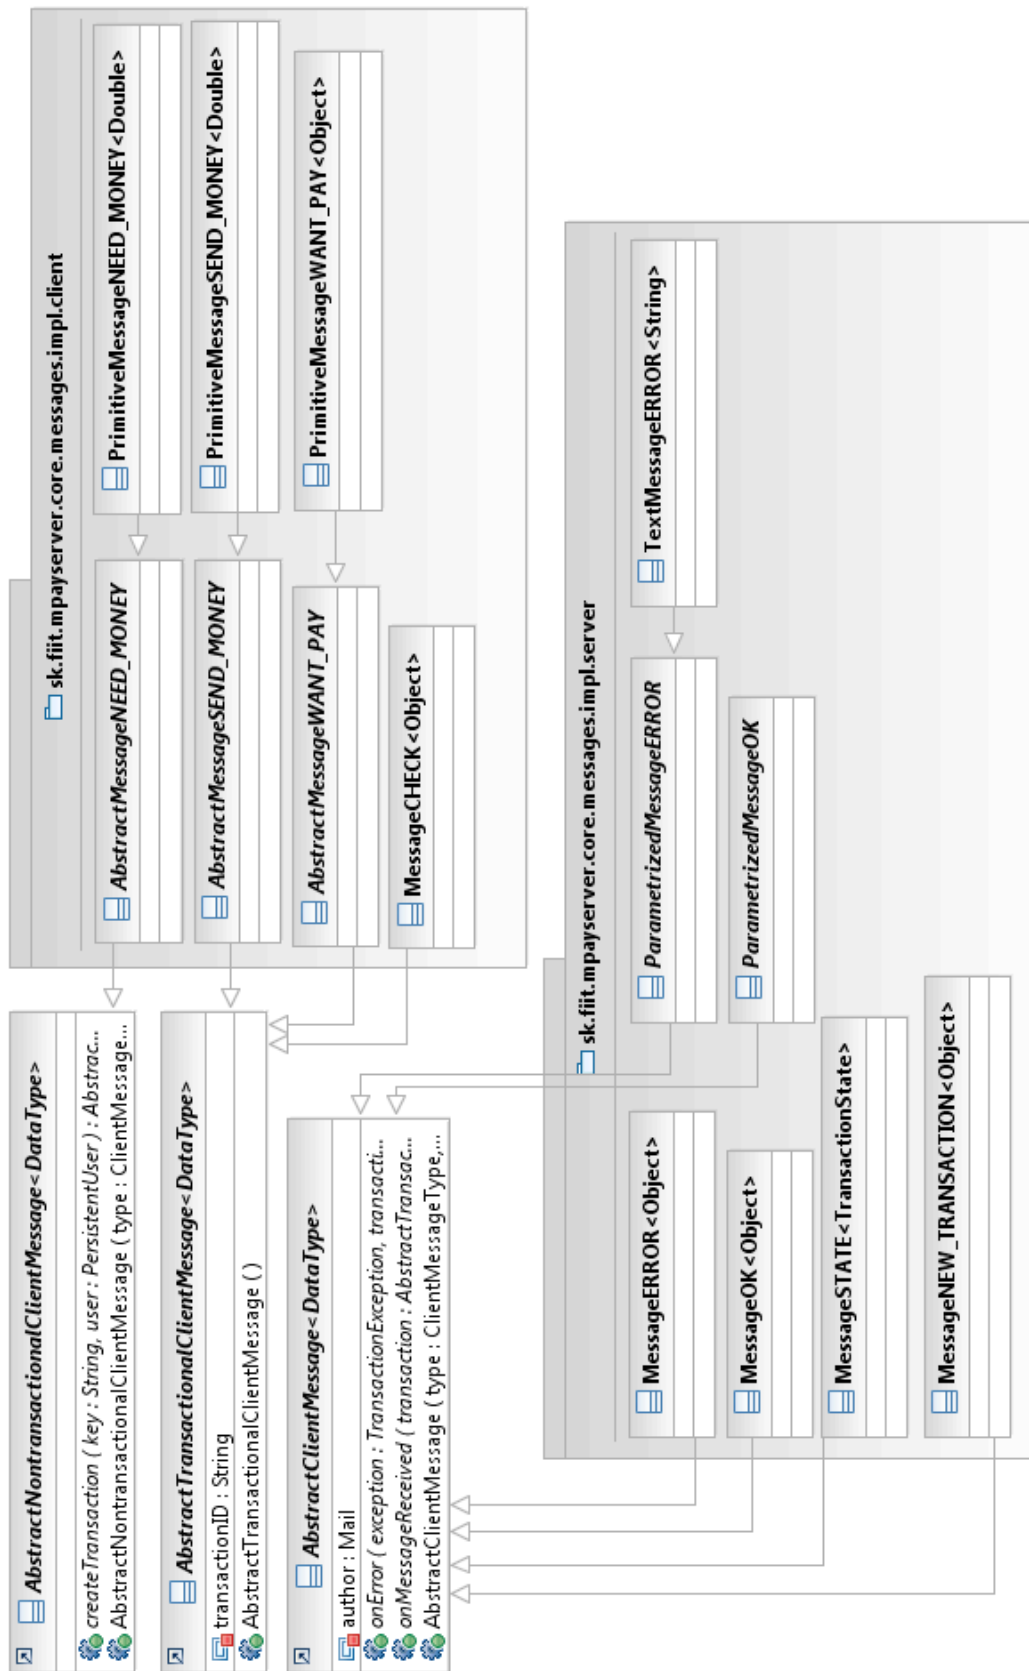 AbstractNontransactionalClientMessage<DataType>
createTransaction ( key : String, user : PersistentUser ) : Abstrac...
AbstractNontransactionalClientMessage ( type : ClientMessage...
AbstractTransactionalClientMessage<DataType>
transactionID : String
AbstractTransactionalClientMessage ( )
AbstractClientMessage<DataType>
author : Mail
onError ( exception : TransactionException, transacti...
onMessageReceived ( transaction : AbstractTransac...
AbstractClientMessage ( type : ClientMessageType,...
sk.fiit.mpayserver.core.messages.impl.client
AbstractMessageNEED_MONEY
PrimitiveMessageNEED_MONEY<Double>
AbstractMessageSEND_MONEY
PrimitiveMessageSEND_MONEY<Double>
AbstractMessageWANT_PAY
PrimitiveMessageWANT_PAY<Object>
MessageCHECK<Object>
sk.fiit.mpayserver.core.messages.impl.server
MessageERROR<Object>
ParametrizedMessageERROR
TextMessageERROR<String>
MessageOK<Object>
ParametrizedMessageOK
MessageSTATE<TransactionState>
MessageNEW_TRANSACTION<Object>